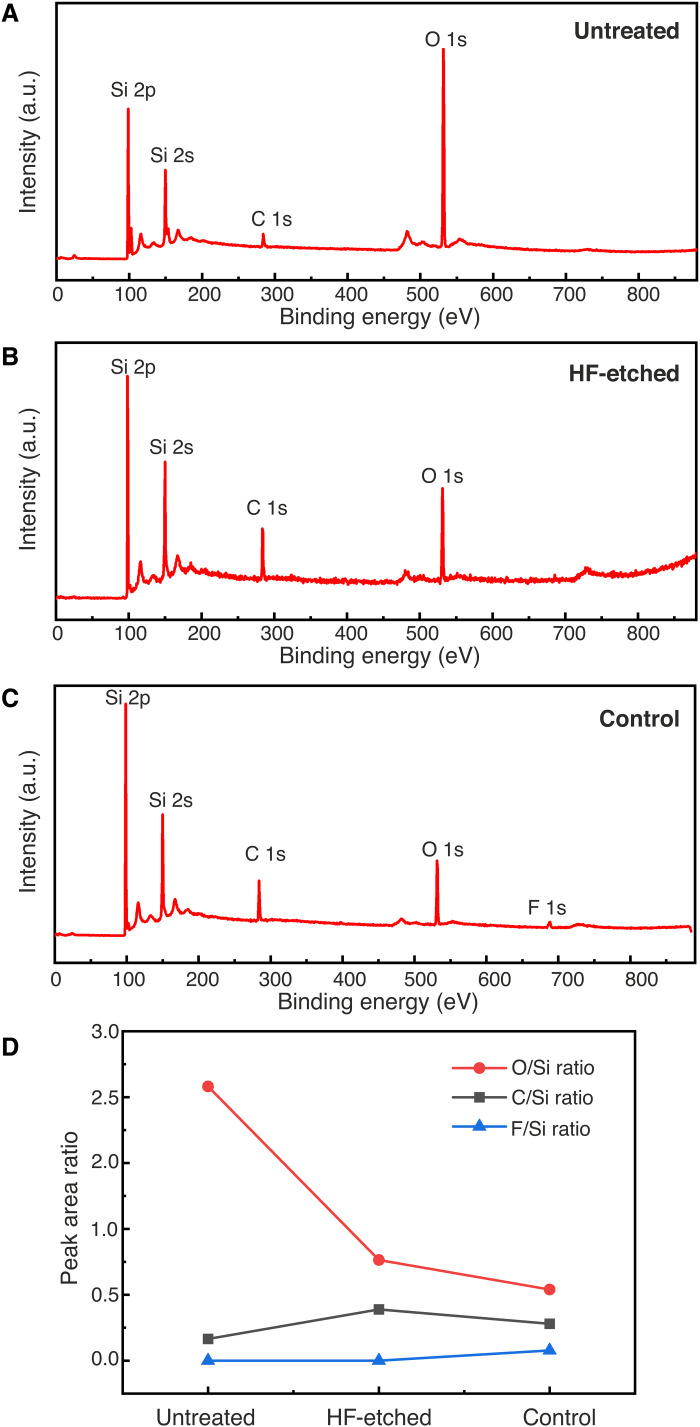 A
Untreated
Intensity (a.u.)
Si 2p
Si 2s
C 1s
O 1s
0 100 200 300 400 500 600 700 800
Binding energy (eV)
B
HF-etched
Intensity (a.u.)
Si 2p
Si 2s
C 1s
O 1s
0 100 200 300 400 500 600 700 800
Binding energy (eV)
C
Control
Intensity (a.u.)
Si 2p
Si 2s
C 1s
O 1s
F 1s
0 100 200 300 400 500 600 700 800
Binding energy (eV)
D
Peak area ratio
3.0
2.5
2.0
1.0
0.5
0.0
O/Si ratio
C/Si ratio
F/Si ratio
Untreated HF-etched Control